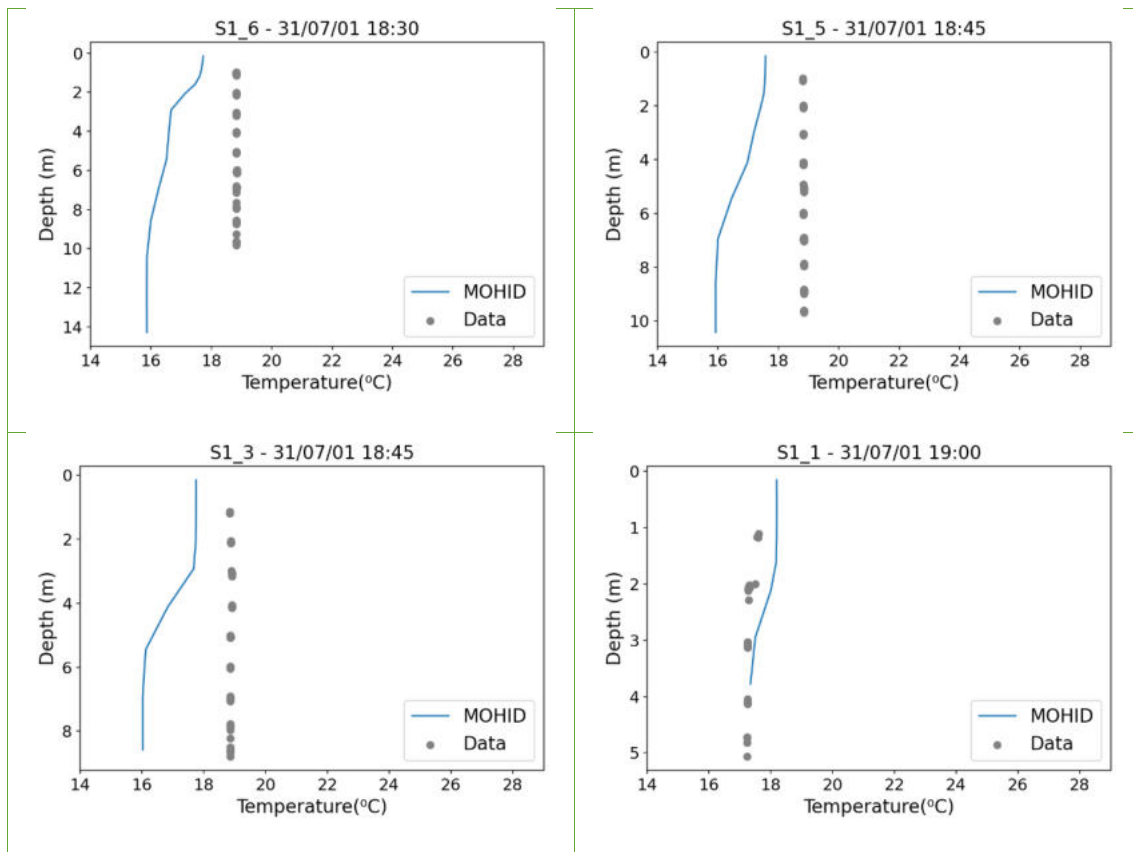 S1_6 - 31/07/01 18:30
0
2
4
6
8
10
12
14
Depth (m)
MOHID
Data
14 16 18 20 22 24 26 28
Temperature(ºC)
S1_5 - 31/07/01 18:45
0
2
4
6
8
10
Depth (m)
MOHID
Data
14 16 18 20 22 24 26 28
Temperature(ºC)
S1_3 - 31/07/01 18:45
0
2
4
6
8
Depth (m)
MOHID
Data
14 16 18 20 22 24 26 28
Temperature(ºC)
S1_1 - 31/07/01 19:00
0
1
2
3
4
5
Depth (m)
MOHID
Data
14 16 18 20 22 24 26 28
Temperature(ºC)